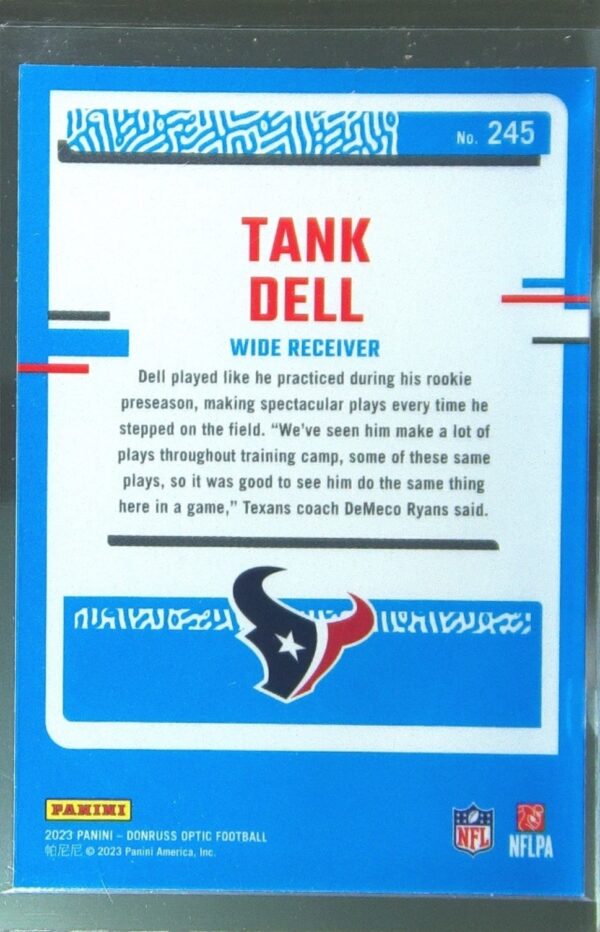 No. 245
TANK
DELL
WIDE RECEIVER
Dell played like he practiced during his rookie
preseason, making spectacular plays every time he
stepped on the field. “We’ve seen him make a lot of
plays throughout training camp, some of these same
plays, so it was good to see him do the same thing
here in a game,” Texans coach DeMeco Ryans said.
PANINI
2023 PANINI – DONRUSS OPTIC FOOTBALL
帕尼尼 © 2023 Panini America, Inc.
NFL
NFLPA